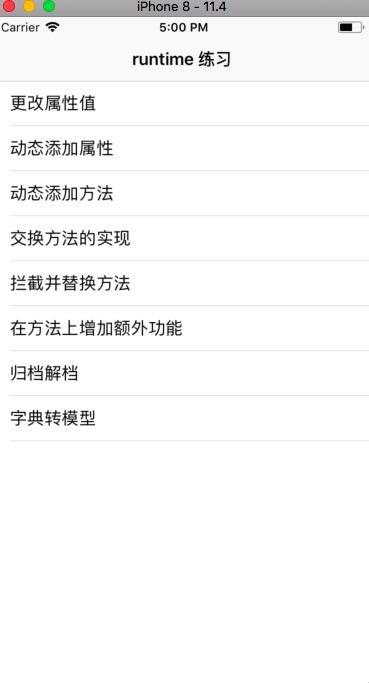 iPhone 8 - 11.4
Carrier 5:00 PM
runtime 练习
更改属性值
动态添加属性
动态添加方法
交换方法的实现
拦截并替换方法
在方法上增加额外功能
归档解档
字典转模型